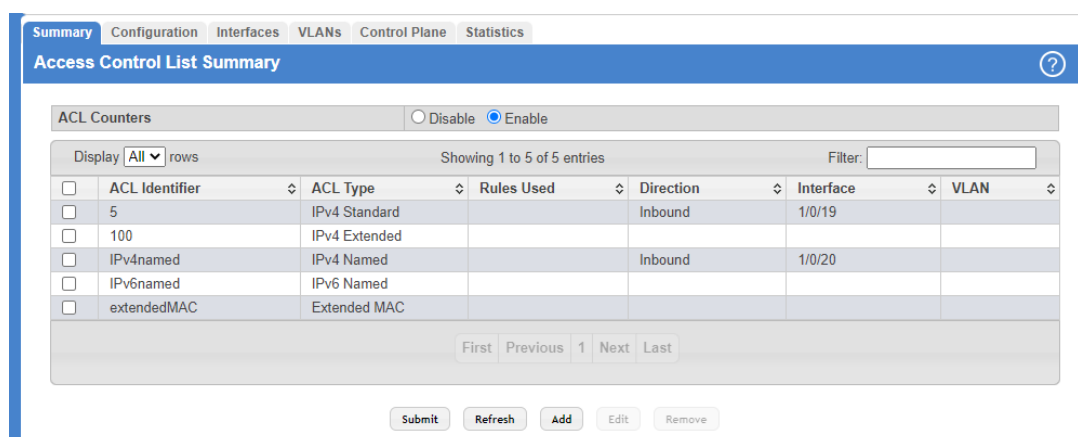 Summary Configuration Interfaces VLANs Control Plane Statistics
Access Control List Summary ?
ACL Counters Disable Enable
Display All rows Showing 1 to 5 of 5 entries Filter:
ACL Identifier ACL Type Rules Used Direction Interface VLAN
5 IPv4 Standard Inbound 1/0/19
100 IPv4 Extended
IPv4named IPv4 Named Inbound 1/0/20
IPv6named IPv6 Named
extendedMAC Extended MAC
First Previous 1 Next Last
Submit Refresh Add Edit Remove